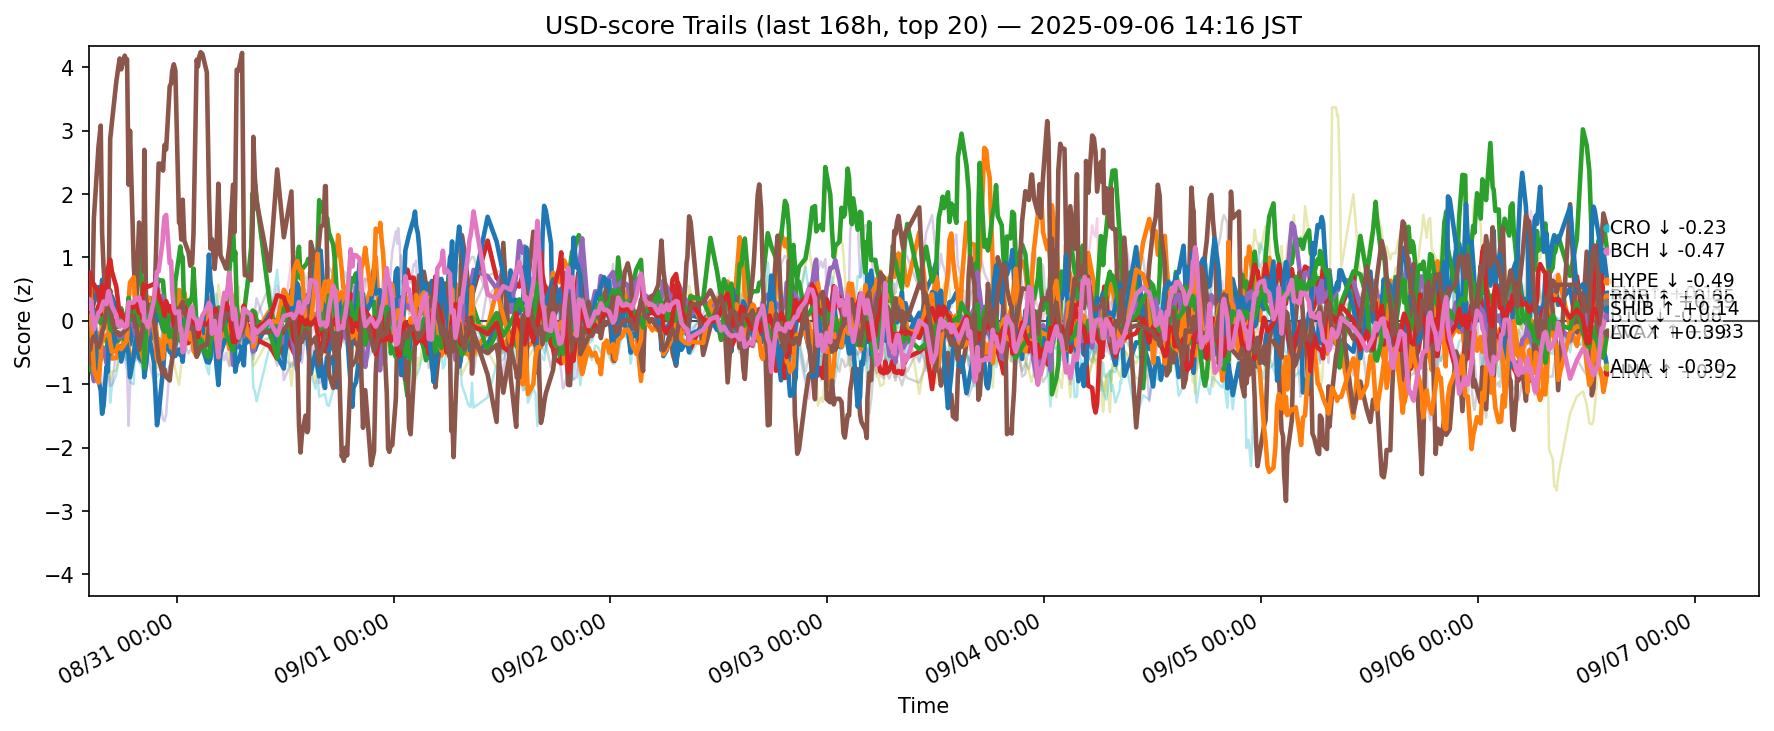 USD-score Trails (last 168h, top 20) — 2025-09-06 14:16 JST
Score (z)
4
3
2
1
0
−1
−2
−3
−4
CRO ↓ -0.23
BCH ↓ -0.47
HYPE ↓ -0.49
SHIB ↑ +0.14
LTC ↑ +0.39
ADA ↓ -0.30
08/31 00:00
09/01 00:00
09/02 00:00
09/03 00:00
09/04 00:00
09/05 00:00
09/06 00:00
09/07 00:00
Time